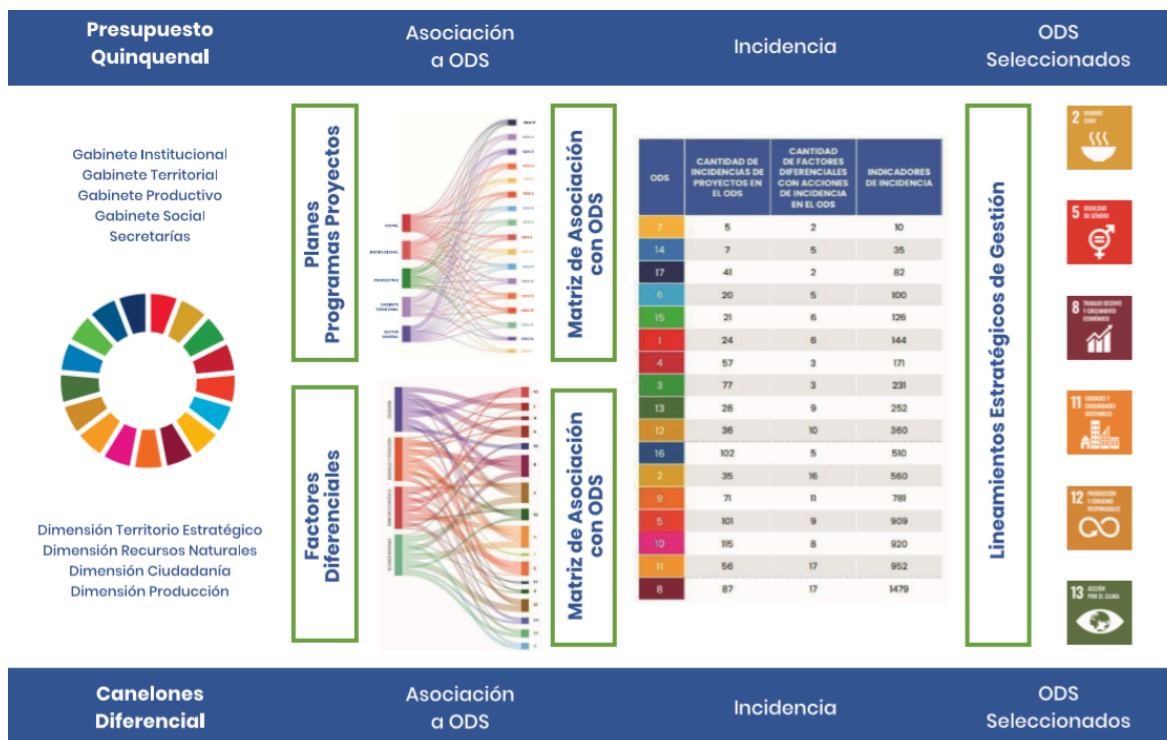 Presupuesto
Quinquenal
Asociación
a ODS
Incidencia
ODS
Seleccionados
Gabinete Institucional
Gabinete Territorial
Gabinete Productivo
Gabinete Social
Secretarías
Dimensión Territorio Estratégico
Dimensión Recursos Naturales
Dimensión Ciudadanía
Dimensión Producción
Planes
Programas Proyectos
Factores
Diferenciales
SOCIAL
INSTITUCIONAL
PRODUCTIVO
Matriz de Asociación
con ODS
Matriz de Asociación
con ODS
ODS CANTIDAD DE INCIDENCIAS DE PROYECTOS EN EL ODS CANTIDAD DE FACTORES DIFERENCIALES CON ACCIONES DE INCIDENCIA EN EL ODS INDICADORES DE INCIDENCIA
7 5 2 10
14 7 5 35
17 41 2 82
6 20 5 100
15 21 6 126
1 24 6 144
4 57 3 171
3 77 3 231
13 28 9 252
12 36 10 360
16 102 5 510
2 35 16 560
9 71 11 781
5 101 9 909
10 115 8 920
11 56 17 952
8 87 17 1479
Lineamientos Estratégicos de Gestión
2 HAMBRE
CERO
5 IGUALDAD
DE GÉNERO
8 TRABAJO DECENTE
Y CRECIMIENTO
ECONÓMICO
11 CIUDADES Y
COMUNIDADES
SOSTENIBLES
12 PRODUCCIÓN
Y CONSUMO
RESPONSABLES
13 ACCIÓN
POR EL CLIMA
Canelones
Diferencial
Asociación
a ODS
Incidencia
ODS
Seleccionados